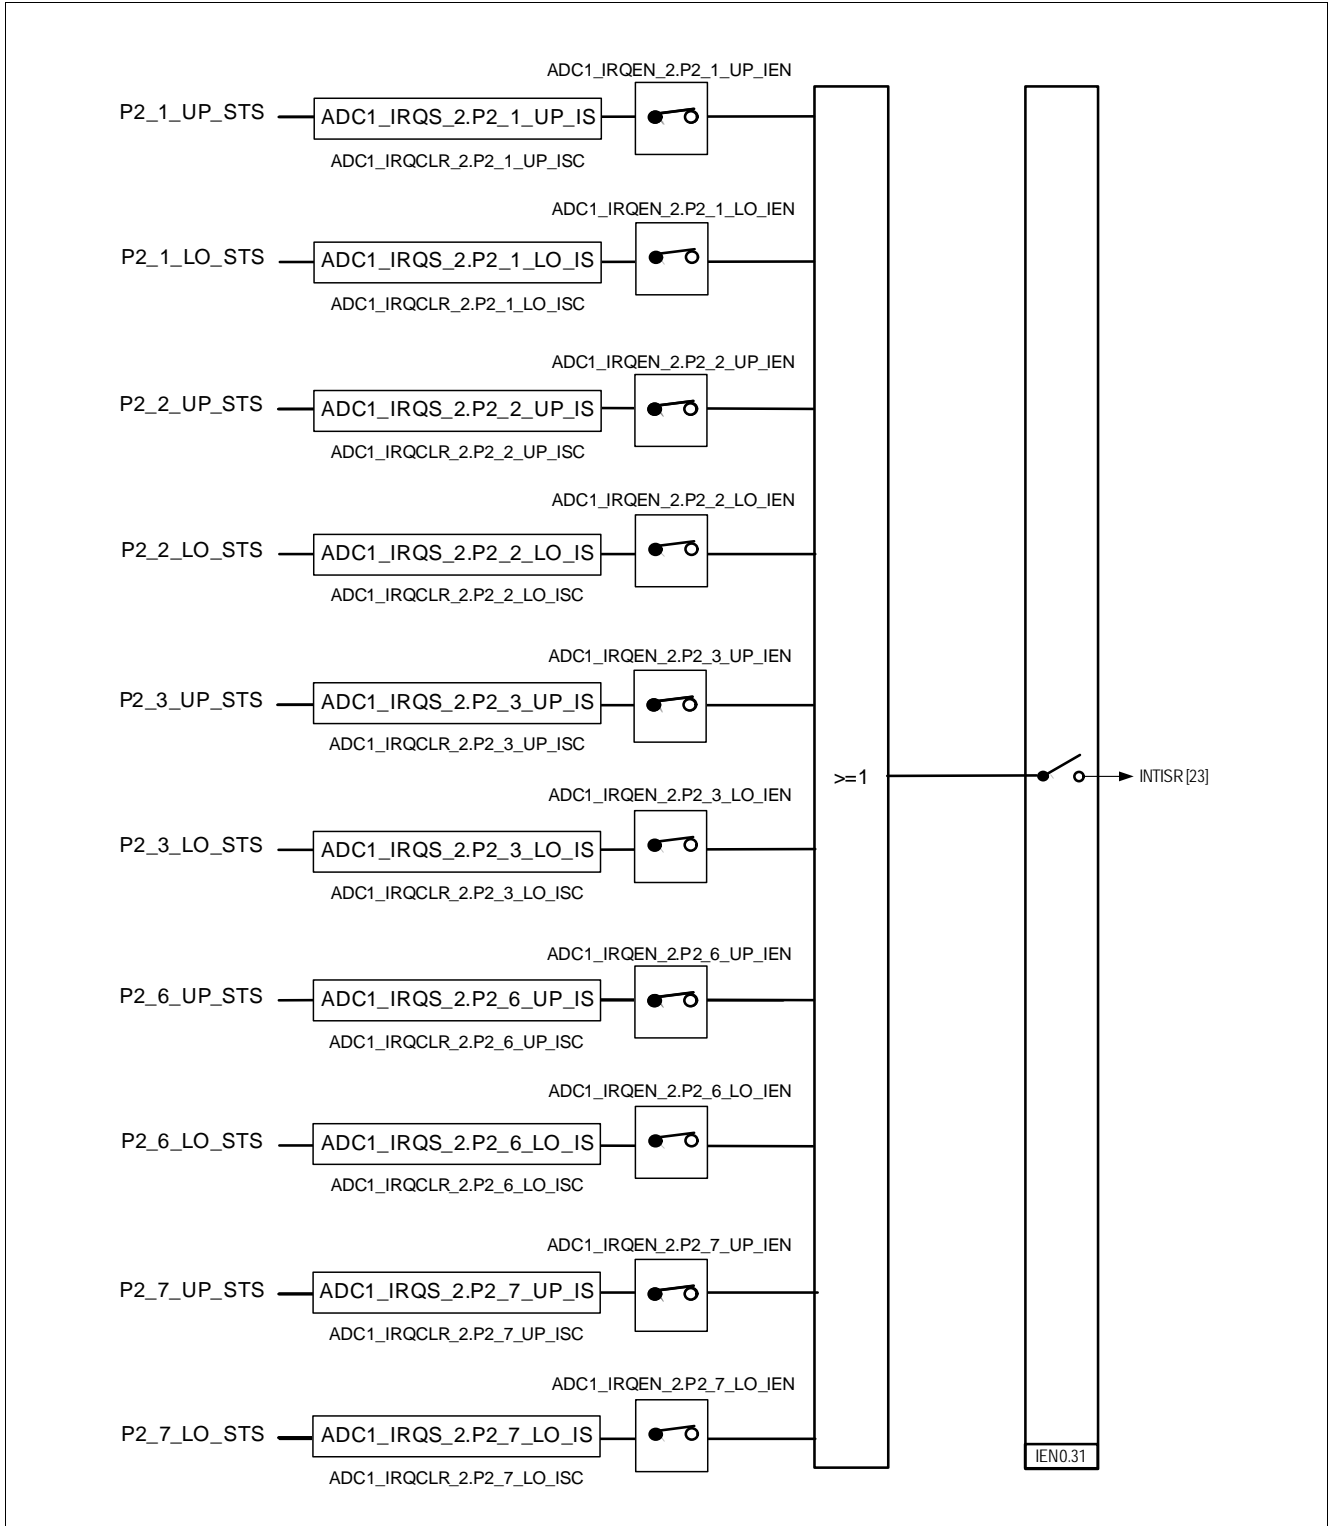 ADC1_IRQEN_2.P2_1_UP_IEN
P2_1_UP_STS
ADC1_IRQS_2.P2_1_UP_IS
ADC1_IRQCLR_2.P2_1_UP_ISC
ADC1_IRQEN_2.P2_1_LO_IEN
P2_1_LO_STS
ADC1_IRQS_2.P2_1_LO_IS
ADC1_IRQCLR_2.P2_1_LO_ISC
ADC1_IRQEN_2.P2_2_UP_IEN
P2_2_UP_STS
ADC1_IRQS_2.P2_2_UP_IS
ADC1_IRQCLR_2.P2_2_UP_ISC
ADC1_IRQEN_2.P2_2_LO_IEN
P2_2_LO_STS
ADC1_IRQS_2.P2_2_LO_IS
ADC1_IRQCLR_2.P2_2_LO_ISC
ADC1_IRQEN_2.P2_3_UP_IEN
P2_3_UP_STS
ADC1_IRQS_2.P2_3_UP_IS
ADC1_IRQCLR_2.P2_3_UP_ISC
>=1
INTISR[23]
ADC1_IRQEN_2.P2_3_LO_IEN
P2_3_LO_STS
ADC1_IRQS_2.P2_3_LO_IS
ADC1_IRQCLR_2.P2_3_LO_ISC
ADC1_IRQEN_2.P2_6_UP_IEN
P2_6_UP_STS
ADC1_IRQS_2.P2_6_UP_IS
ADC1_IRQCLR_2.P2_6_UP_ISC
ADC1_IRQEN_2.P2_6_LO_IEN
P2_6_LO_STS
ADC1_IRQS_2.P2_6_LO_IS
ADC1_IRQCLR_2.P2_6_LO_ISC
ADC1_IRQEN_2.P2_7_UP_IEN
P2_7_UP_STS
ADC1_IRQS_2.P2_7_UP_IS
ADC1_IRQCLR_2.P2_7_UP_ISC
ADC1_IRQEN_2.P2_7_LO_IEN
P2_7_LO_STS
ADC1_IRQS_2.P2_7_LO_IS
ADC1_IRQCLR_2.P2_7_LO_ISC
IEN0.31